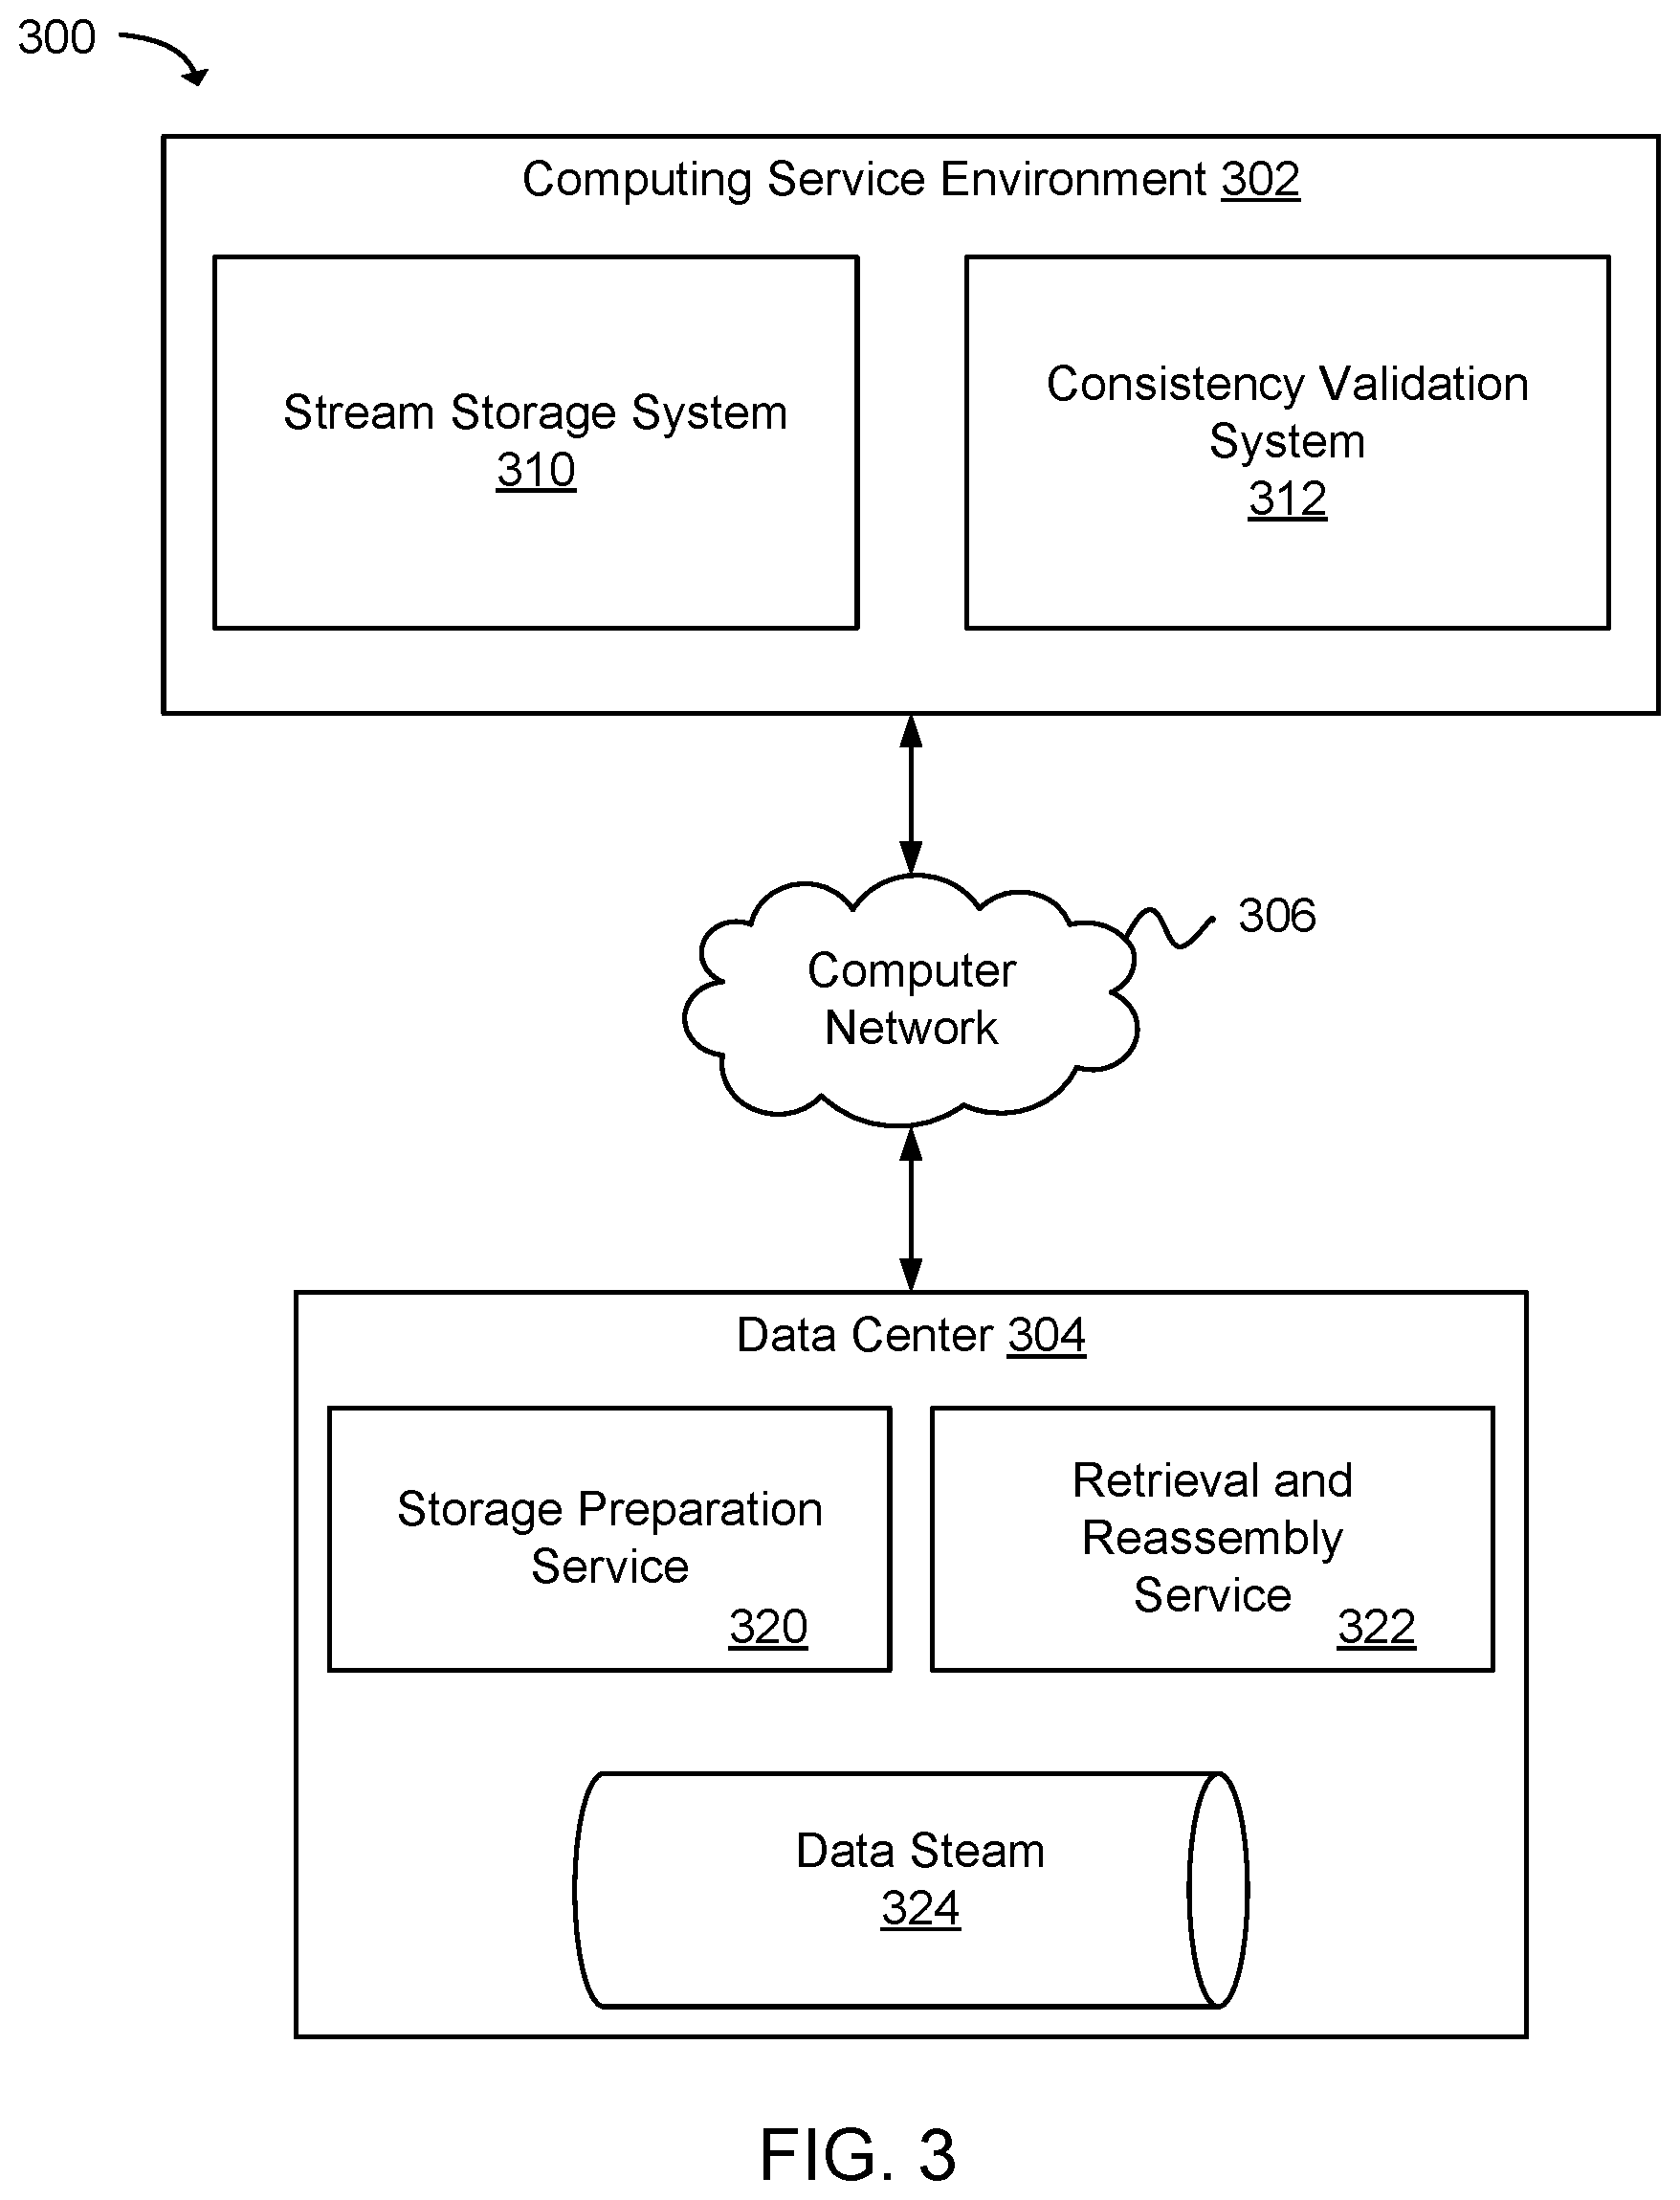 300
Computing Service Environment 302
Stream Storage System
310
Consistency Validation
System
312
306
Computer
Network
Data Center 304
Storage Preparation
Service
320
Retrieval and
Reassembly
Service
322
Data Steam
324
FIG. 3